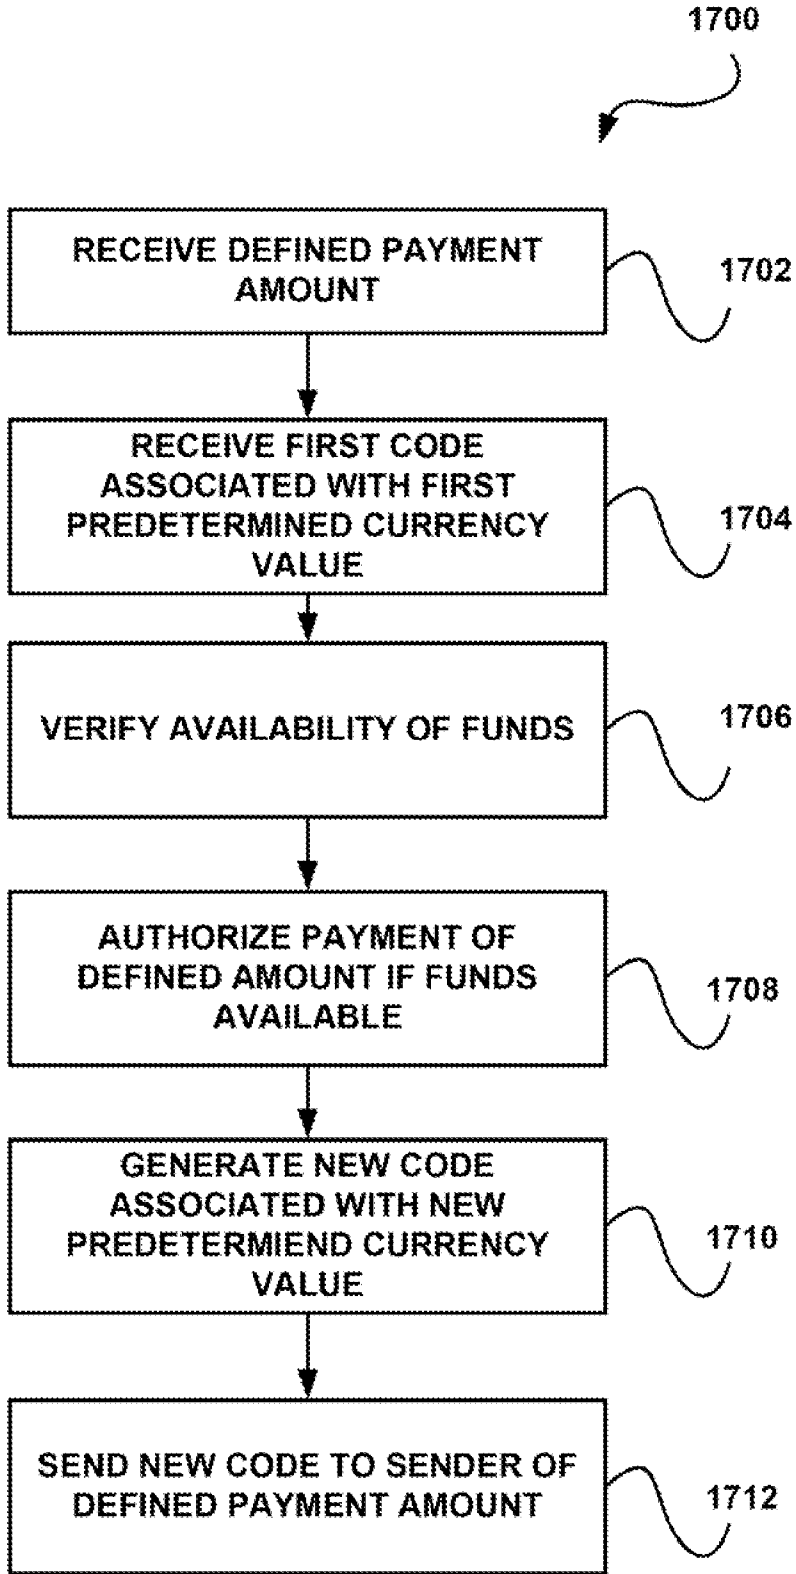 1700
RECEIVE DEFINED PAYMENT
AMOUNT
1702
RECEIVE FIRST CODE
ASSOCIATED WITH FIRST
PREDETERMINED CURRENCY
VALUE
1704
VERIFY AVAILABILITY OF FUNDS
1706
AUTHORIZE PAYMENT OF
DEFINED AMOUNT IF FUNDS
AVAILABLE
1708
GENERATE NEW CODE
ASSOCIATED WITH NEW
PREDETERMIEND CURRENCY
VALUE
1710
SEND NEW CODE TO SENDER OF
DEFINED PAYMENT AMOUNT
1712